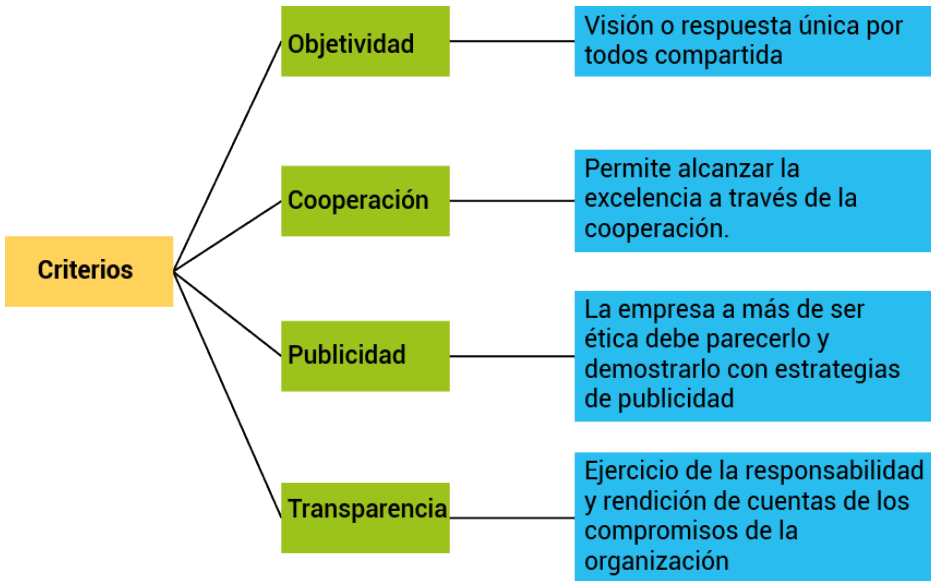 Criterios
Objetividad
Visión o respuesta única por
todos compartida
Cooperación
Permite alcanzar la
excelencia a través de la
cooperación.
Publicidad
La empresa a más de ser
ética debe parecerlo y
demostrarlo con estrategias
de publicidad
Transparencia
Ejercicio de la responsabilidad
y rendición de cuentas de los
compromisos de la
organización